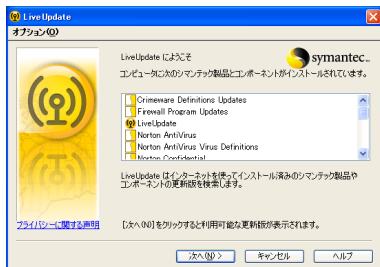 LiveUpdate
オプション(O)
LiveUpdate にようこそ
symantec.
コンピュータに次のシマンテック製品とコンポーネントがインストールされています。
Crimeware Definitions Updates
Firewall Program Updates
LiveUpdate
Norton AntiVirus
Norton AntiVirus Virus Definitions
Norton Confidential
LiveUpdate はインターネットを使ってインストール済みのシマンテック製品や
コンポーネントの更新版を検索します。
プライバシーに関する声明
[次へ(N)]をクリックすると利用可能な更新版が表示されます。
次へ(N) >
キャンセル
ヘルプ